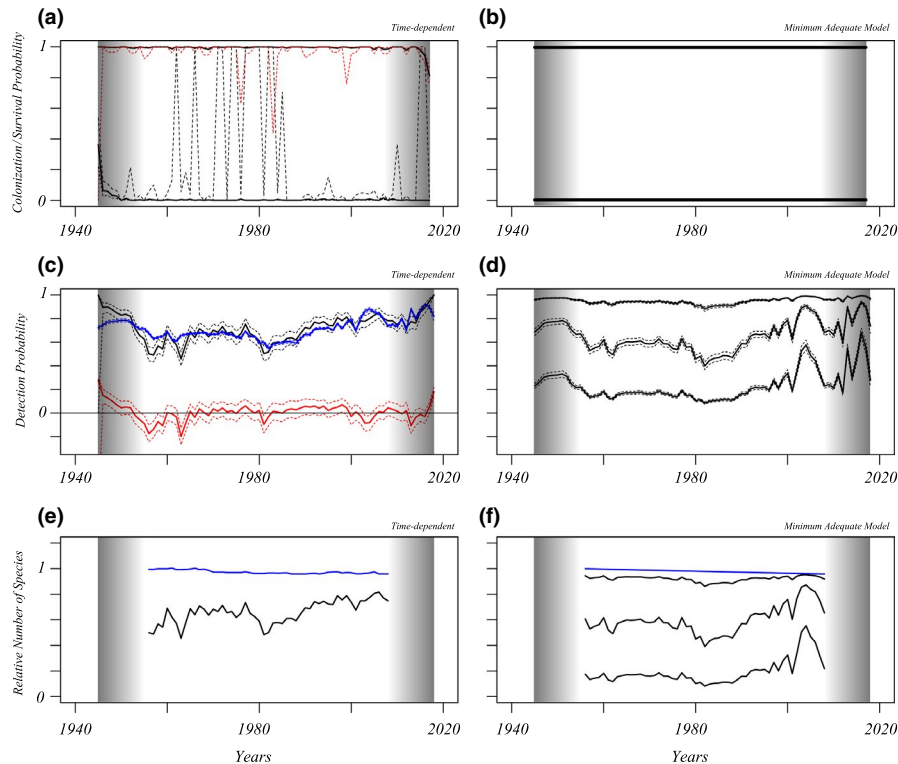 (a)
Time-dependent
Colonization/Survival Probability
1
0
1940
1980
2020
(b)
Minimum Adequate Model
1940
1980
2020
(c)
Time-dependent
Detection Probability
1
0
1940
1980
2020
(d)
Minimum Adequate Model
1940
1980
2020
(e)
Time-dependent
Relative Number of Species
1
0
1940
1980
2020
Years
(f)
Minimum Adequate Model
1940
1980
2020
Years